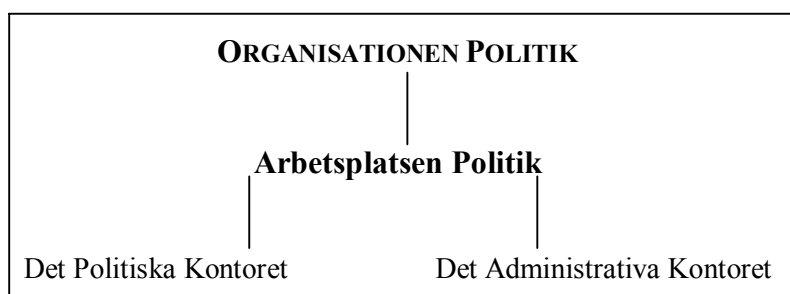 ORGANISATIONEN POLITIK
Arbetsplatsen Politik
Det Politiska Kontoret Det Administrativa Kontoret